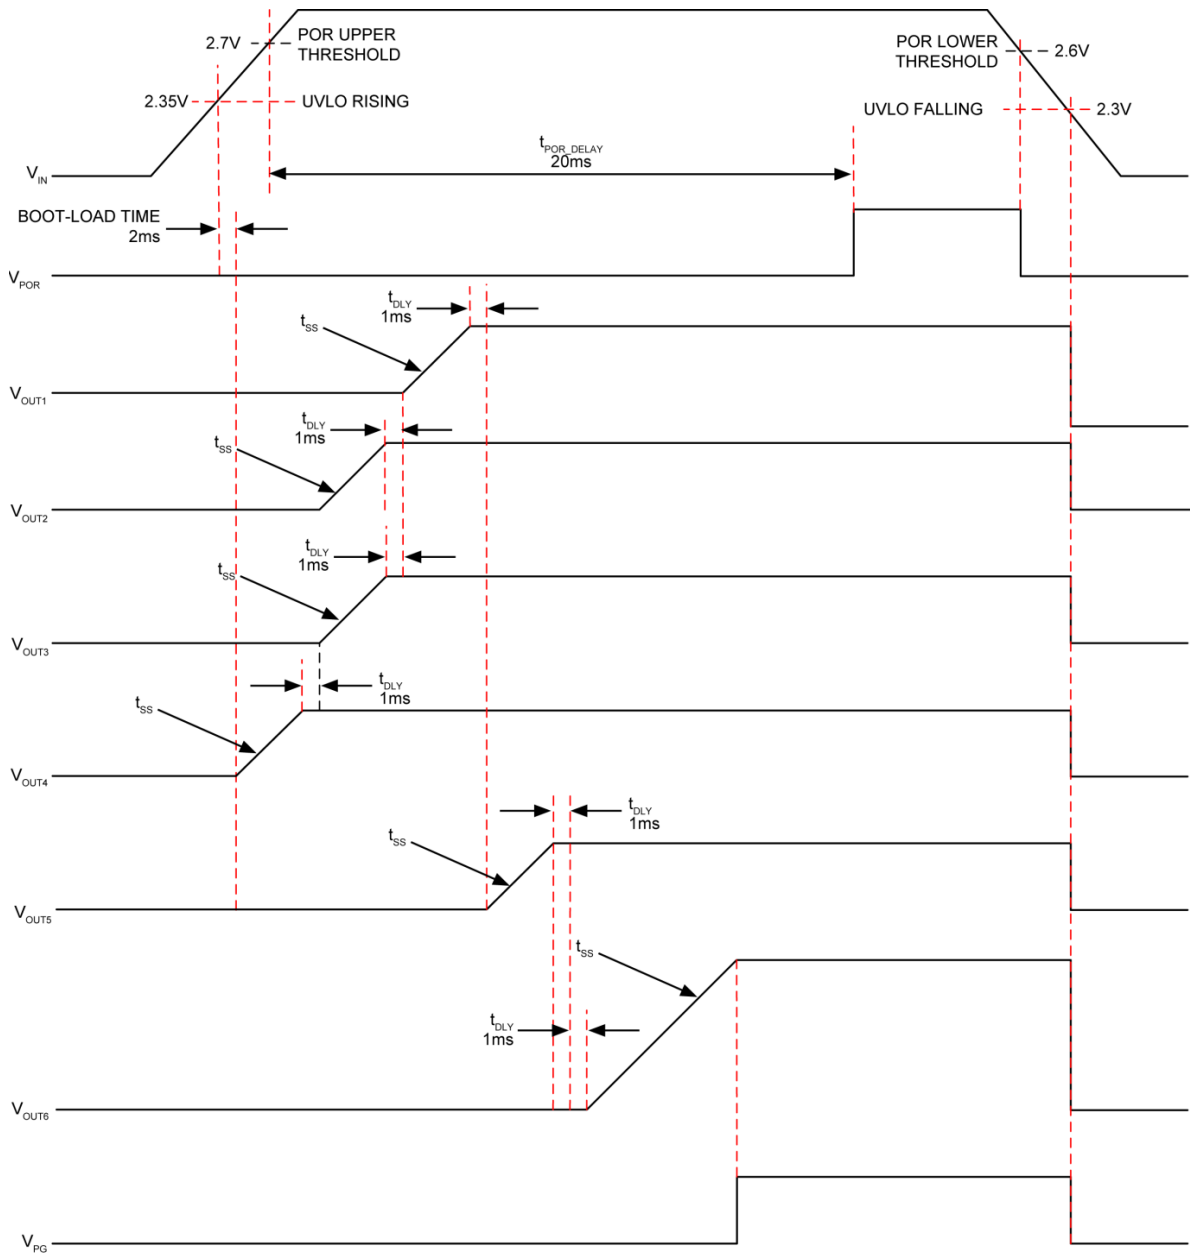 POR UPPER
THRESHOLD
2.7V
POR LOWER
THRESHOLD
2.6V
2.35V
UVLO RISING
UVLO FALLING
2.3V
tPOR_DELAY
20ms
VIN
BOOT-LOAD TIME
2ms
VPOR
tDLY
1ms
tSS
VOUT1
tDLY
1ms
tSS
VOUT2
tDLY
1ms
tSS
VOUT3
tDLY
1ms
tSS
VOUT4
tDLY
1ms
tSS
VOUT5
tSS
tDLY
1ms
VOUT6
VPG